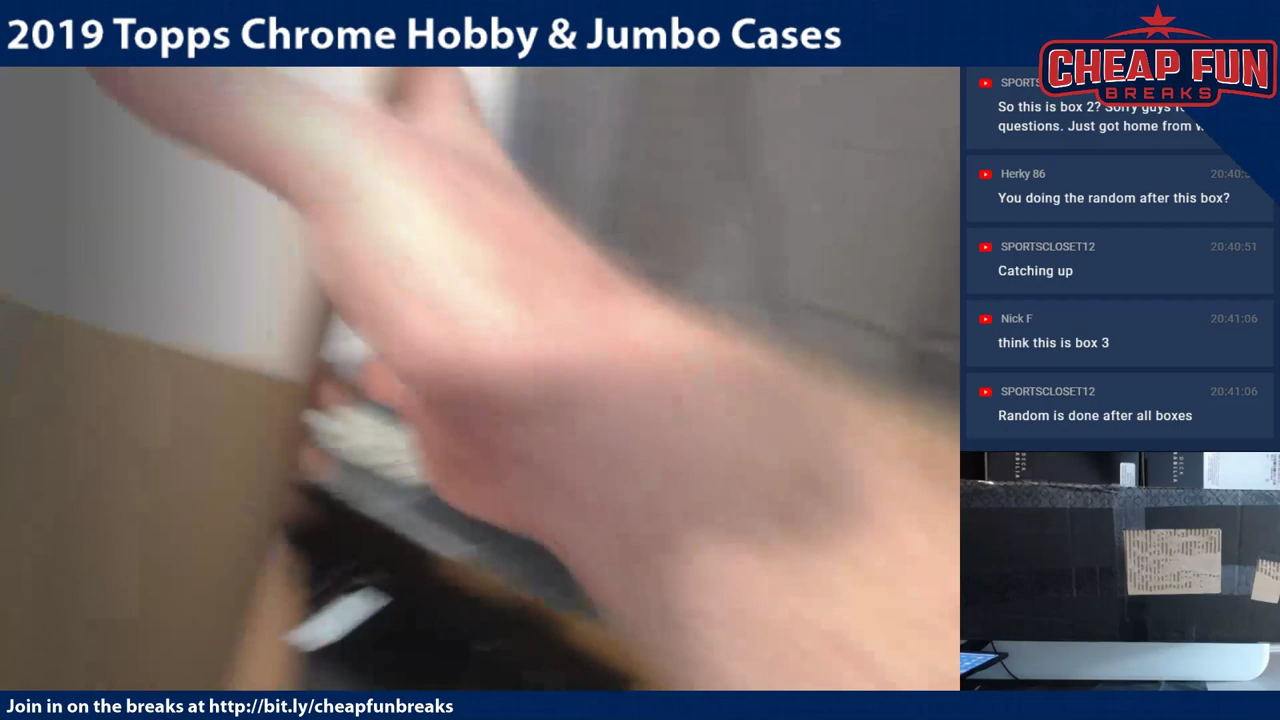 2019 Topps Chrome Hobby & Jumbo Cases
CHEAP FUN
BREAKS
So this is box 2? Sorry guys
questions. Just got home from
Herky 86
You doing the random after this box?
SPORTSCLOSET12 20:40:51
Catching up
Nick F 20:41:06
think this is box 3
SPORTSCLOSET12 20:41:06
Random is done after all boxes
DECK
Join in on the breaks at http://bit.ly/cheapfunbreaks